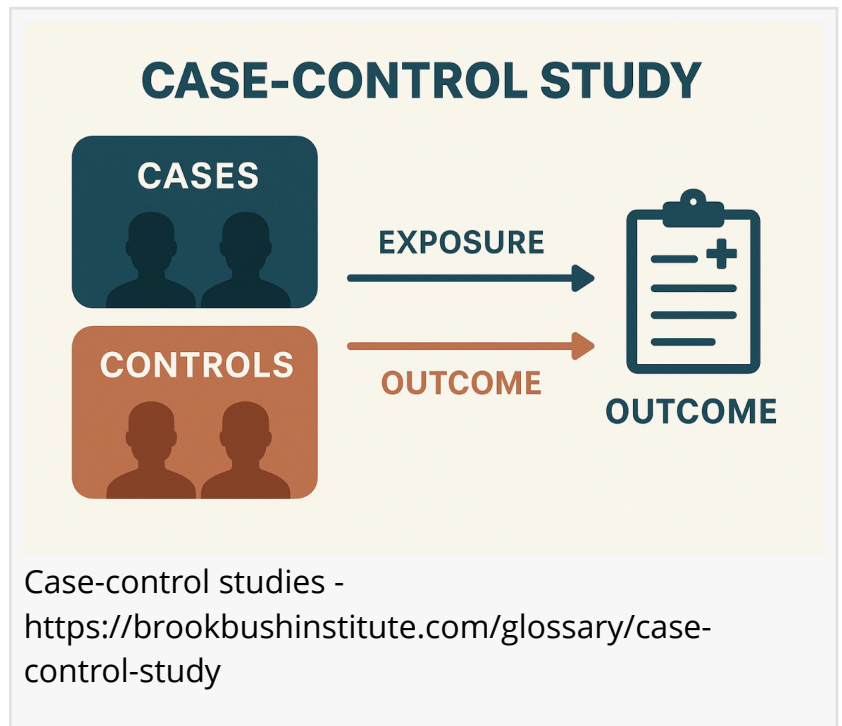 CASE-CONTROL STUDY
CASES
CONTROLS
EXPOSURE
OUTCOME
OUTCOME
Case-control studies -
https://brookbushinstitute.com/glossary/case-
control-study